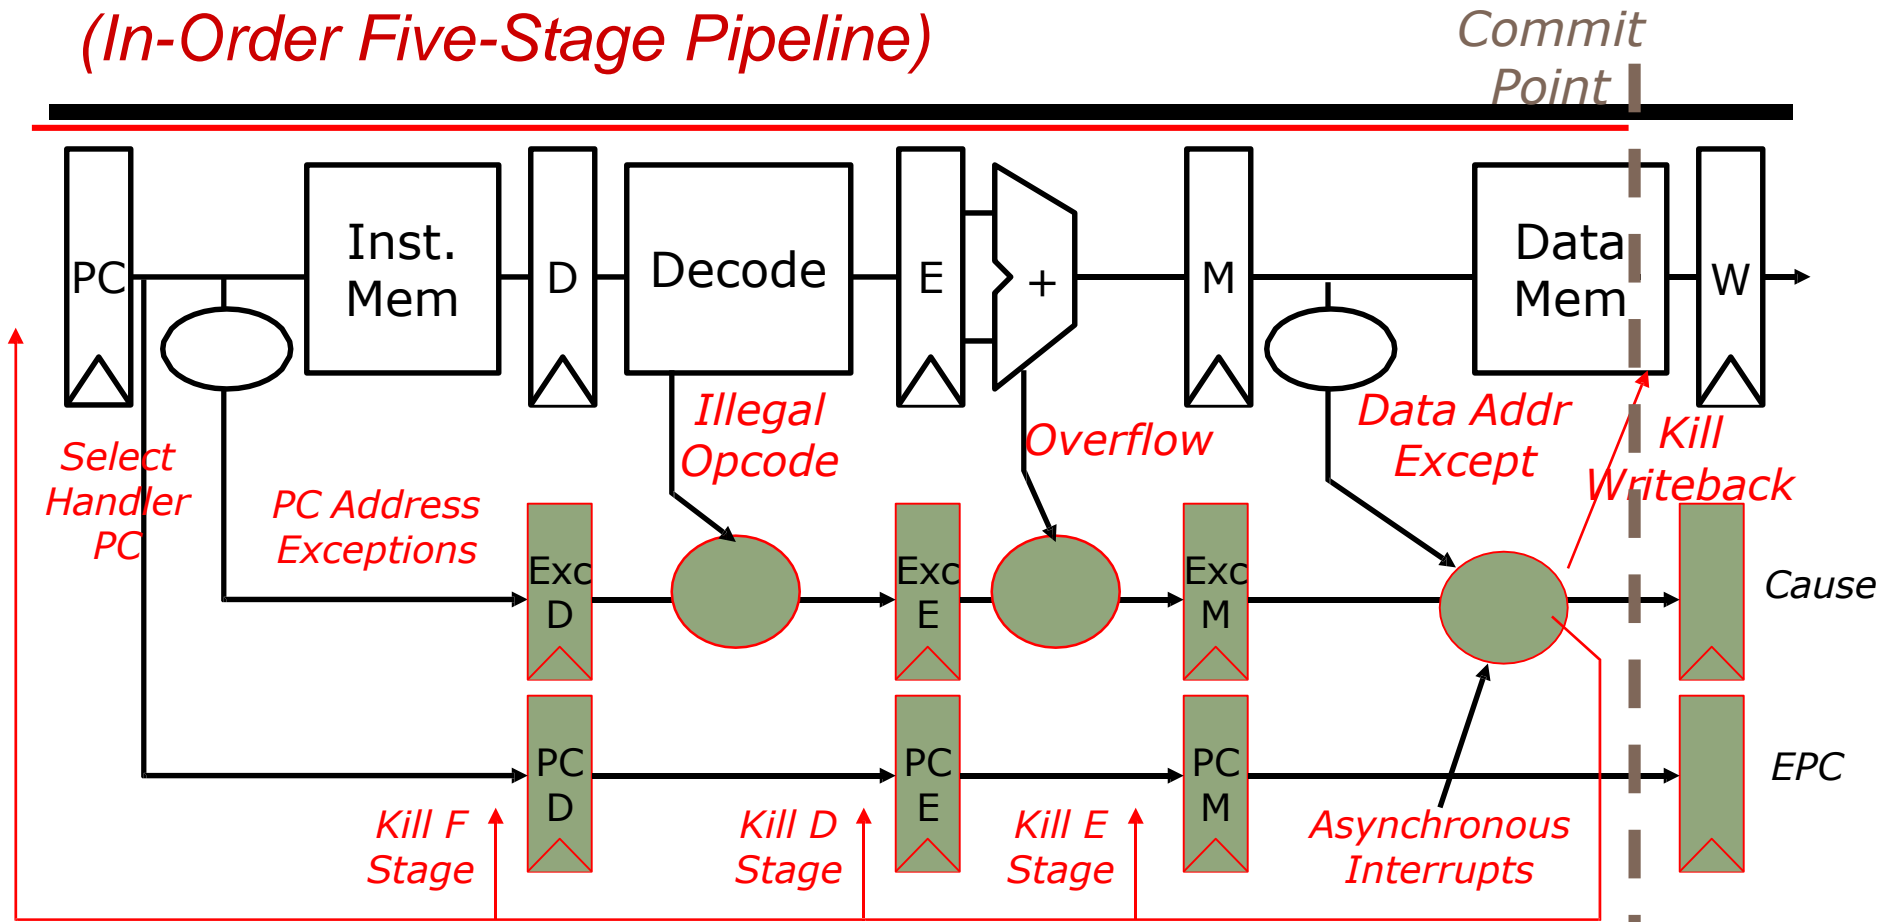 (In-Order Five-Stage Pipeline)
Commit
Point
PC
Inst.
Mem
D
Decode
E
+
M
Data
Mem
W
Select
Handler
PC
PC Address
Exceptions
Illegal
Opcode
Overflow
Data Addr
Except
Kill
Writeback
Exc
D
Exc
E
Exc
M
Cause
PC
D
PC
E
PC
M
EPC
Kill F
Stage
Kill D
Stage
Kill E
Stage
Asynchronous
Interrupts